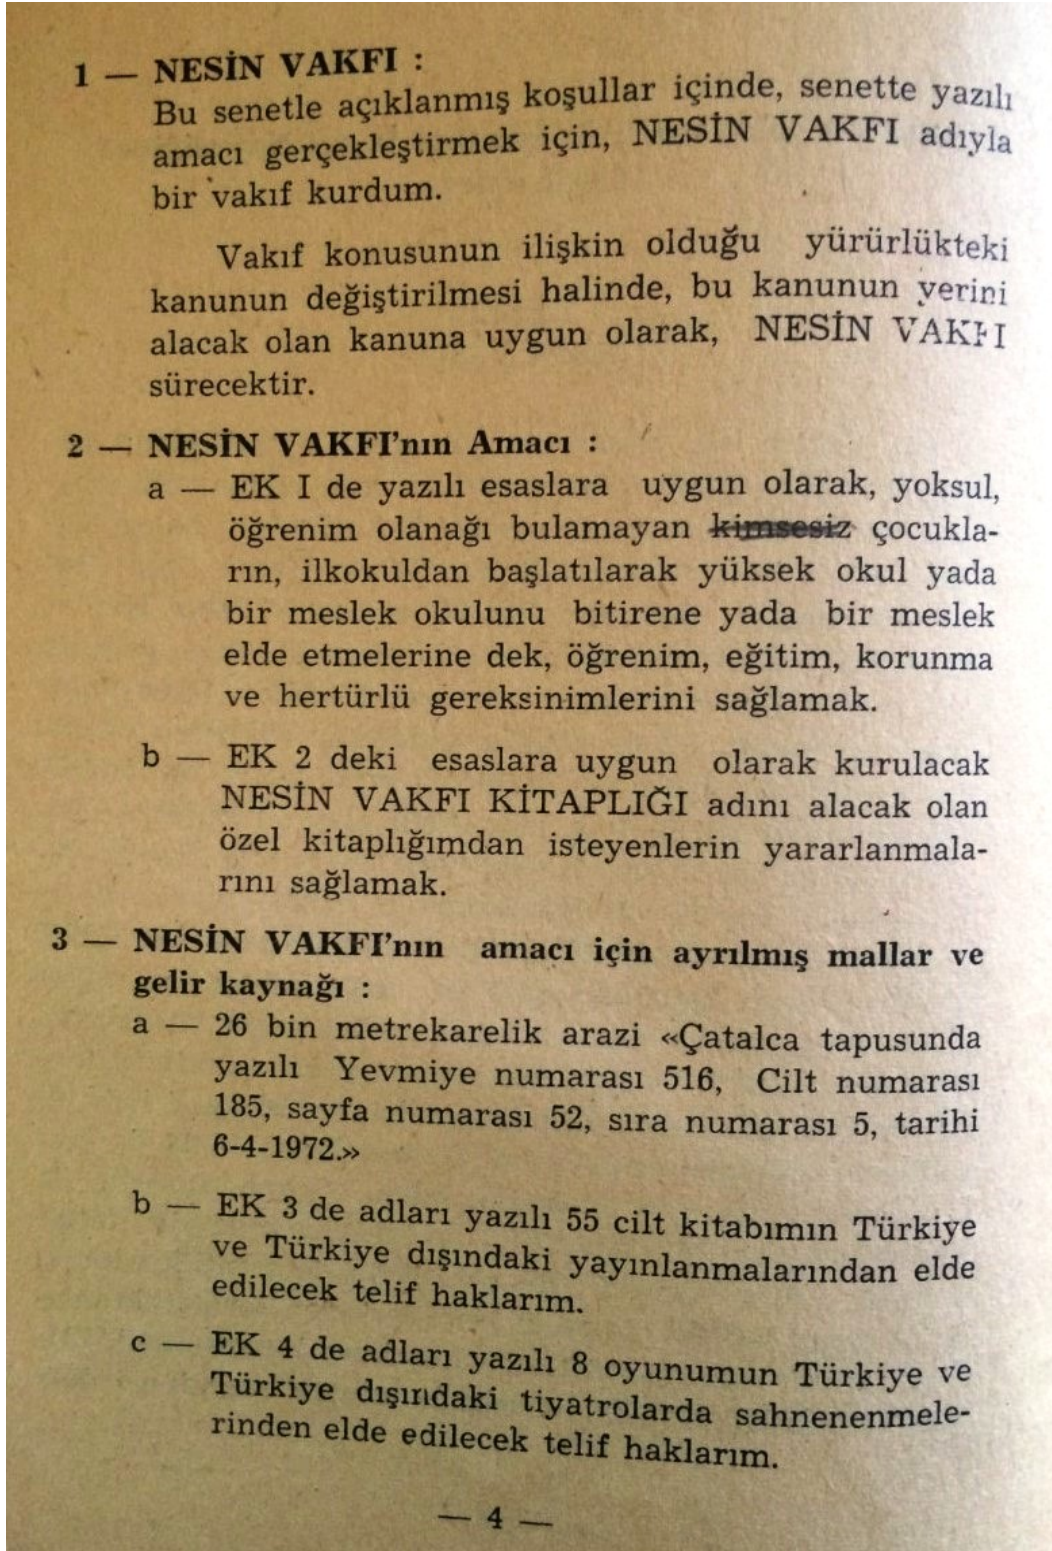 1 — NESİN VAKFI :
Bu senetle açıklanmış koşullar içinde, senette yazılı
amacı gerçekleştirmek için, NESİN VAKFI adıyla
bir vakıf kurdum.
Vakıf konusunun ilişkin olduğu yürürlükteki
kanunun değiştirilmesi halinde, bu kanunun yerini
alacak olan kanuna uygun olarak, NESİN VAKFI
sürecektir.
2 — NESİN VAKFI'nın Amacı :
a — EK I de yazılı esaslara uygun olarak, yoksul,
öğrenim olanağı bulamayan kimsesiz çocukla-
rın, ilkokuldan başlatılarak yüksek okul yada
bir meslek okulunu bitirene yada bir meslek
elde etmelerine dek, öğrenim, eğitim, korunma
ve hertürlü gereksinimlerini sağlamak.
b — EK 2 deki esaslara uygun olarak kurulacak
NESİN VAKFI KİTAPLIĞI adını alacak olan
özel kitaplığımdan isteyenlerin yararlanmala-
rını sağlamak.
3 — NESİN VAKFI'nın amacı için ayrılmış mallar ve
gelir kaynağı :
a — 26 bin metrekarelik arazi «Çatalca tapusunda
yazılı Yevmiye numarası 516, Cilt numarası
185, sayfa numarası 52, sıra numarası 5, tarihi
6-4-1972.»
b — EK 3 de adları yazılı 55 cilt kitabımın Türkiye
ve Türkiye dışındaki yayınlanmalarından elde
edilecek telif haklarım.
c — EK 4 de adları yazılı 8 oyunumun Türkiye ve
Türkiye dışındaki tiyatrolarda sahnenenmele-
rinden elde edilecek telif haklarım.
— 4 —